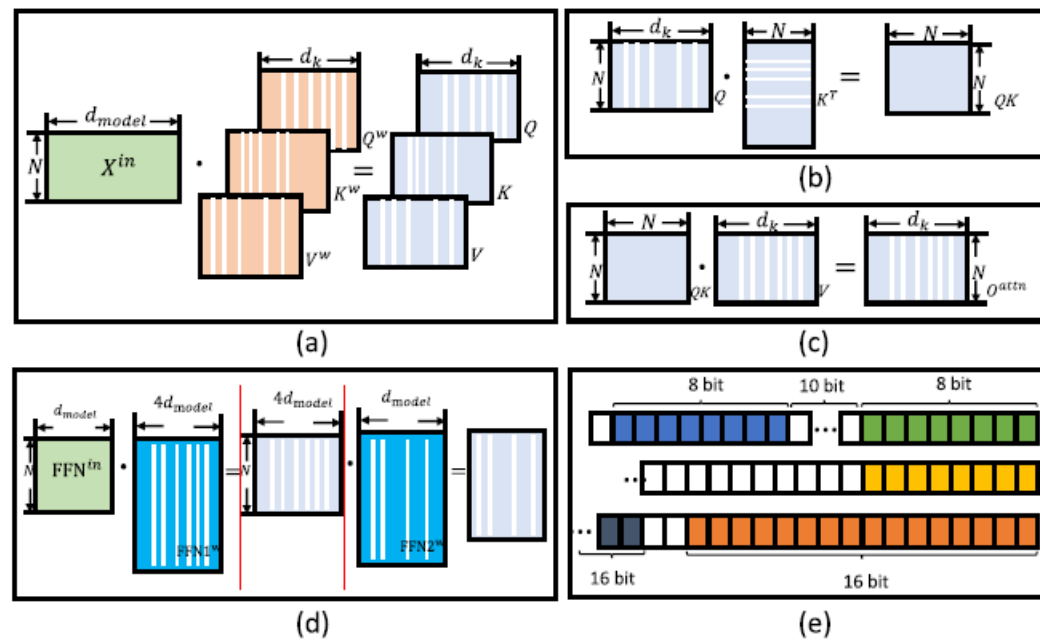 d_k
d_k
d_model
N
X^in
·
=
Q^w
K^w
V^w
Q
K
V
(a)
d_k
N
N
N
·
=
N
Q
K^T
QK
(b)
N
d_k
d_k
N
·
=
N
QK
V
O^attn
(c)
d_model
4d_model
4d_model
d_model
N
FFN^in
·
=
N
·
=
FFN1^w
FFN2^w
(d)
8 bit
10 bit
8 bit
...
...
...
16 bit
16 bit
(e)